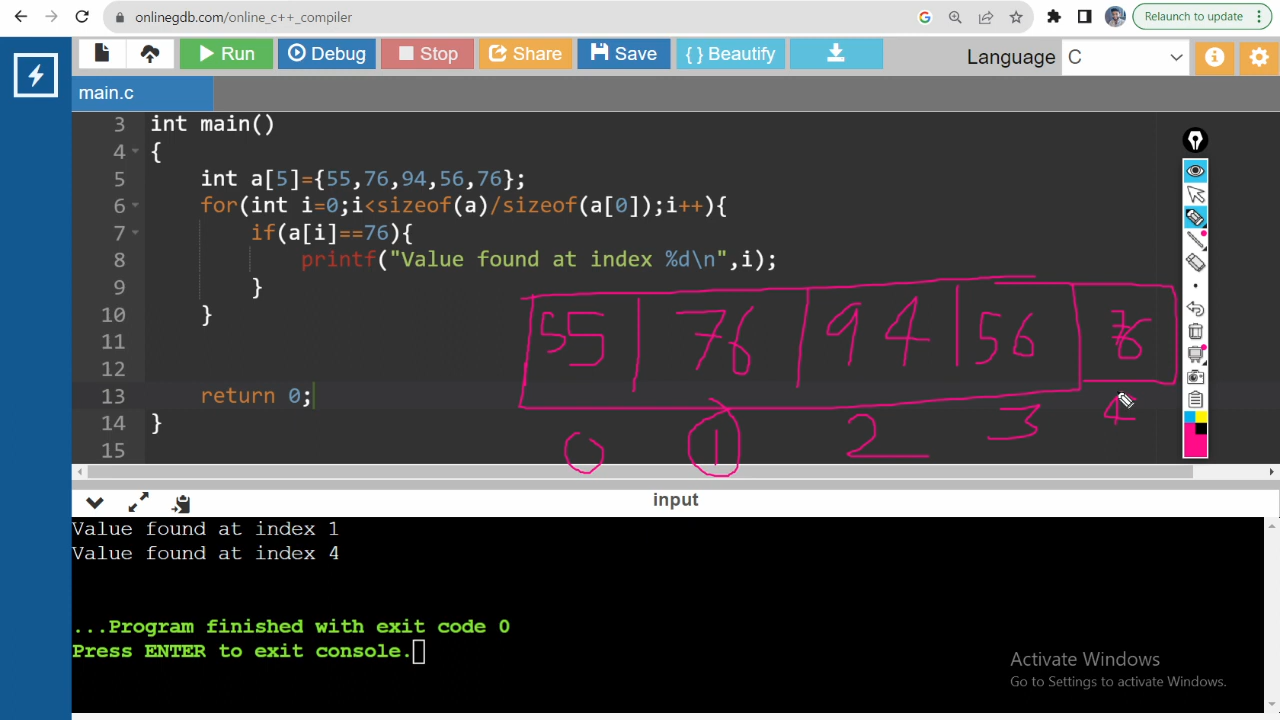 onlinegdb.com/online_c++_compiler
Relaunch to update
Run
Debug
Stop
Share
Save
{ } Beautify
Language
C
main.c
3 int main()
4 {
5 int a[5]={55,76,94,56,76};
6 for(int i=0;i<sizeof(a)/sizeof(a[0]);i++){
7 if(a[i]==76){
8 printf("Value found at index %d\n",i);
9 }
10 }
11
12
13 return 0;
14 }
15
55 76 94 56 76
0 1 2 3 4
input
Value found at index 1
Value found at index 4
...Program finished with exit code 0
Press ENTER to exit console.
Activate Windows
Go to Settings to activate Windows.